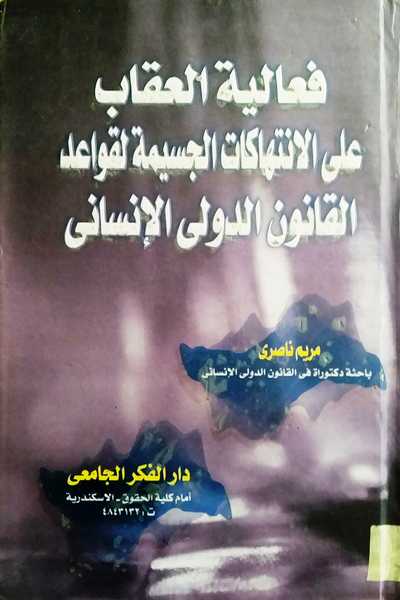 فعالية العقاب
على الانتهاكات الجسيمة لقواعد
القانون الدولى الإنسانى
مريم ناصرى
باحثة دكتوراة فى القانون الدولى الإنسانى
دار الفكر الجامعى
أمام كلية الحقوق - الاسكندرية
ت: ٤٨٤٣١٣٢